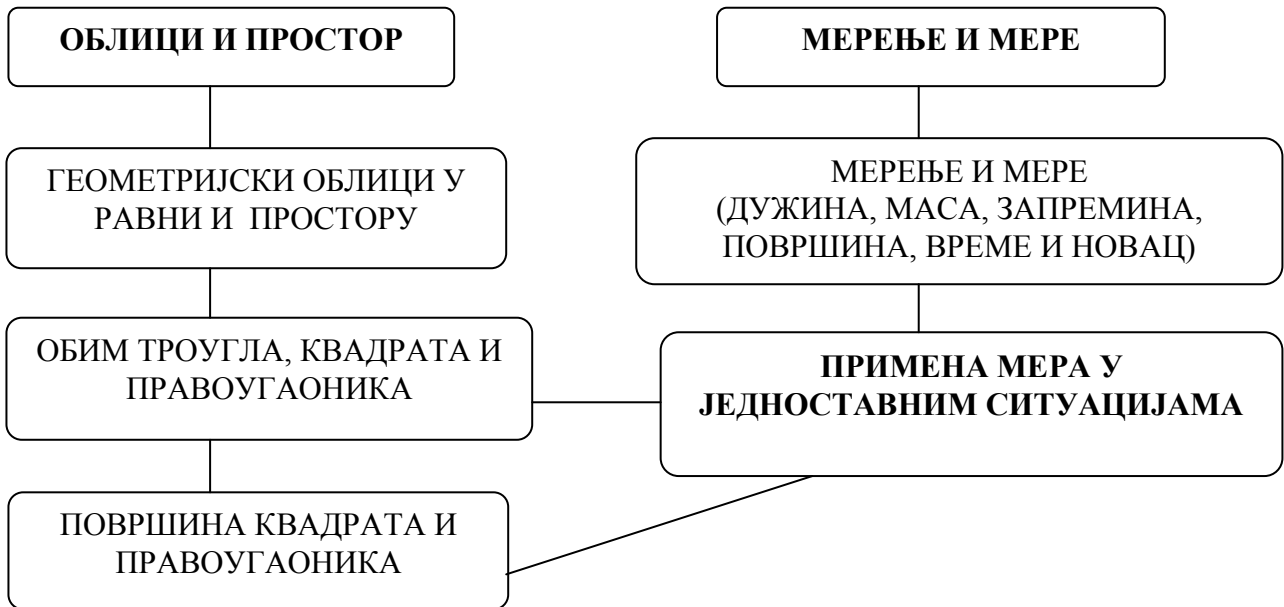 ОБЛИЦИ И ПРОСТОР
МЕРЕЊЕ И МЕРЕ
ГЕОМЕТРИЈСКИ ОБЛИЦИ У
РАВНИ И ПРОСТОРУ
МЕРЕЊЕ И МЕРЕ
(ДУЖИНА, МАСА, ЗАПРЕМИНА,
ПОВРШИНА, ВРЕМЕ И НОВАЦ)
ОБИМ ТРОУГЛА, КВАДРАТА И
ПРАВОУГАОНИКА
ПРИМЕНА МЕРА У
ЈЕДНОСТАВНИМ СИТУАЦИЈАМА
ПОВРШИНА КВАДРАТА И
ПРАВОУГАОНИКА